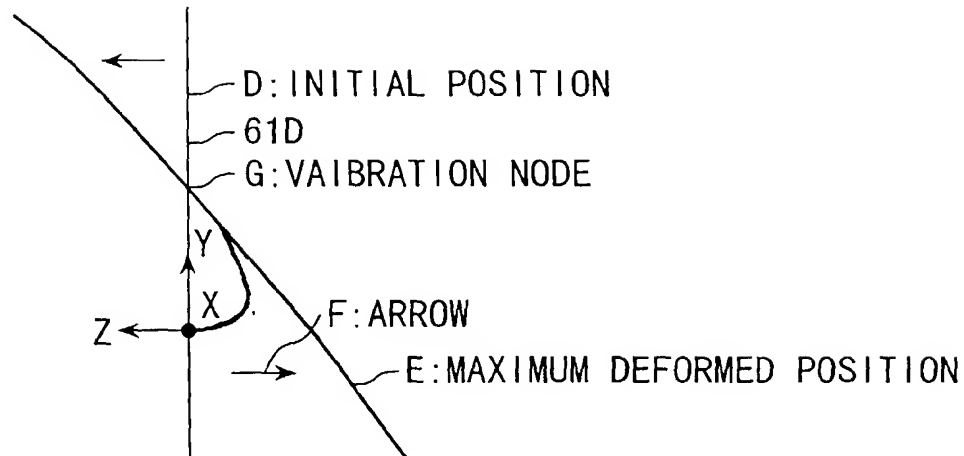 D:INITIAL POSITION
61D
G:VAIBRATION NODE
Y
X
Z
F:ARROW
E:MAXIMUM DEFORMED POSITION